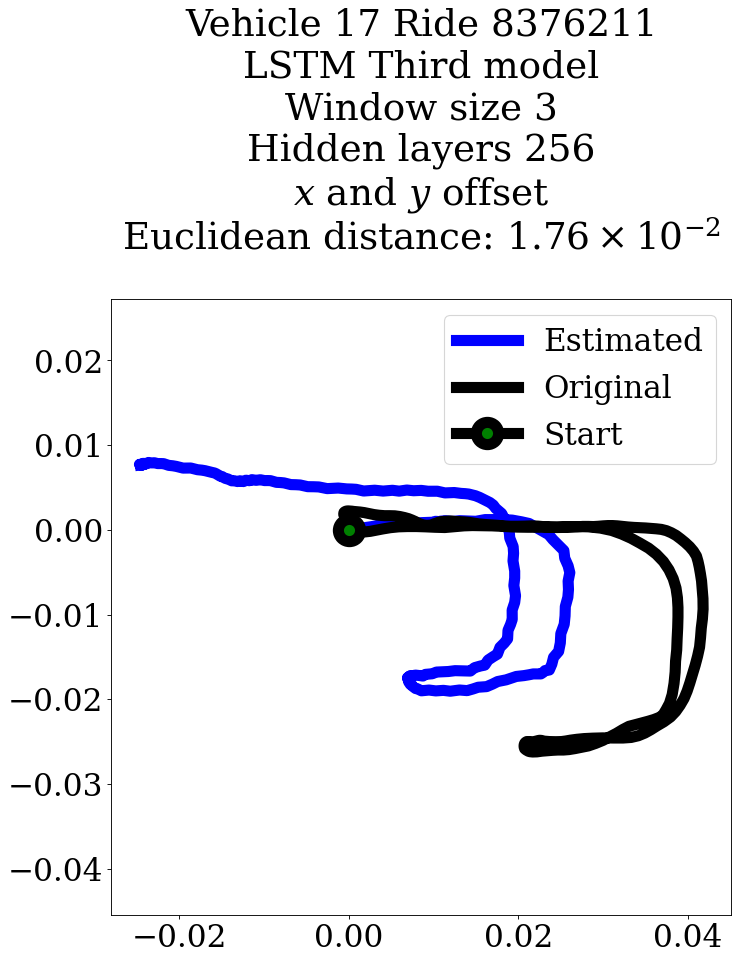 Vehicle 17 Ride 8376211
LSTM Third model
Window size 3
Hidden layers 256
x and y offset
Euclidean distance: 1.76 × 10⁻²
Estimated
Original
Start
0.02
0.01
0.00
−0.01
−0.02
−0.03
−0.04
−0.02 0.00 0.02 0.04